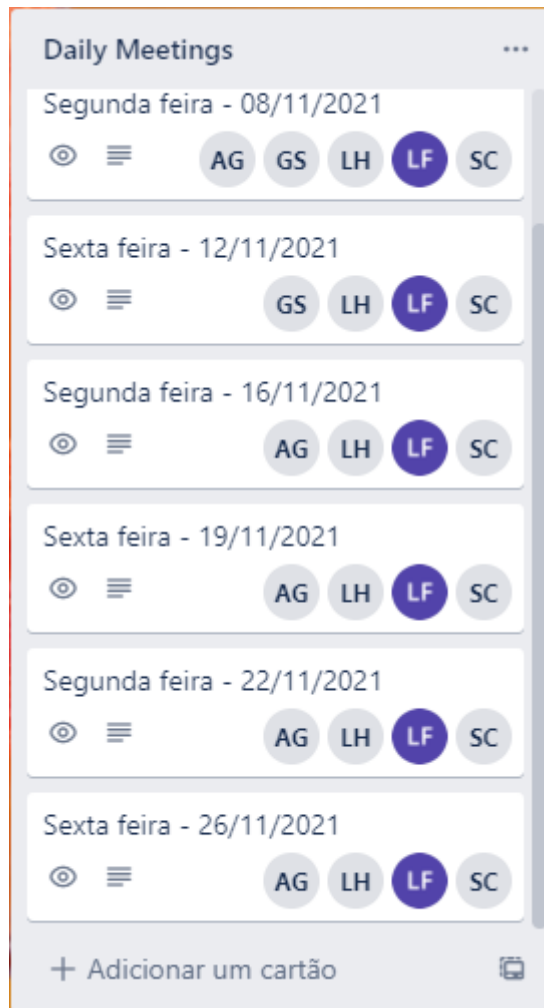 Daily Meetings
Segunda feira - 08/11/2021
AG GS LH LF SC
Sexta feira - 12/11/2021
GS LH LF SC
Segunda feira - 16/11/2021
AG LH LF SC
Sexta feira - 19/11/2021
AG LH LF SC
Segunda feira - 22/11/2021
AG LH LF SC
Sexta feira - 26/11/2021
AG LH LF SC
Adicionar um cartão